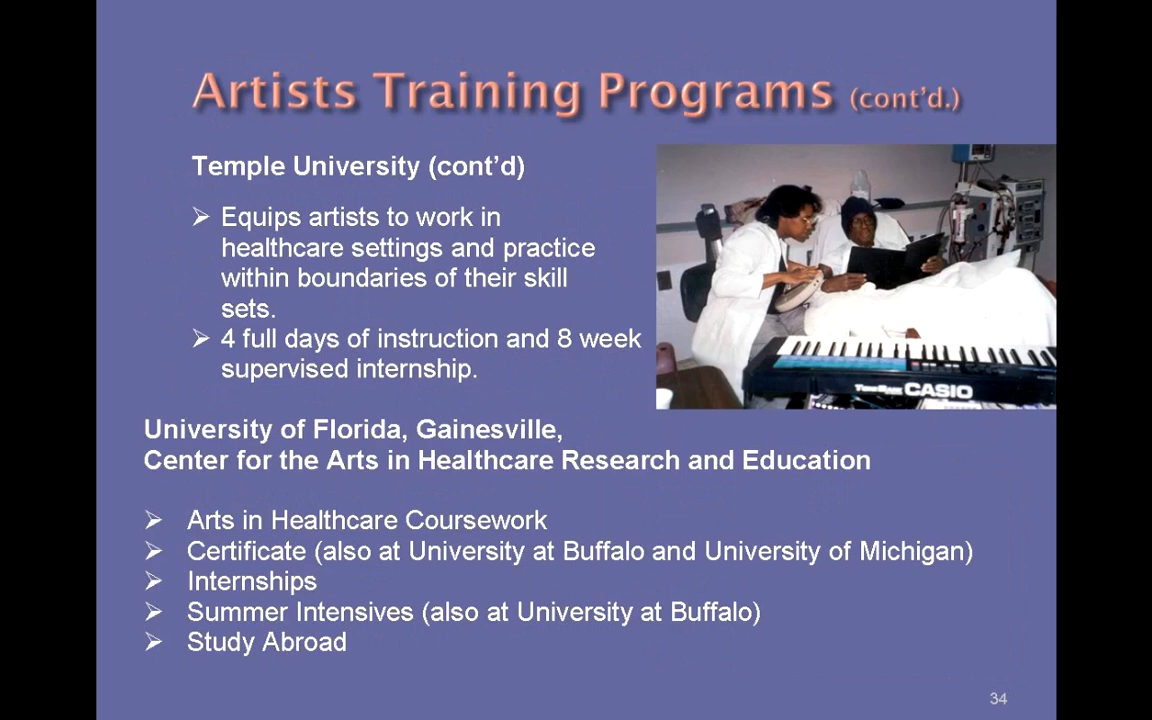 Artists Training Programs (cont'd.)
Temple University (cont'd)
➢ Equips artists to work in
healthcare settings and practice
within boundaries of their skill
sets.
➢ 4 full days of instruction and 8 week
supervised internship.
CASIO
University of Florida, Gainesville,
Center for the Arts in Healthcare Research and Education
➢ Arts in Healthcare Coursework
➢ Certificate (also at University at Buffalo and University of Michigan)
➢ Internships
➢ Summer Intensives (also at University at Buffalo)
➢ Study Abroad
34